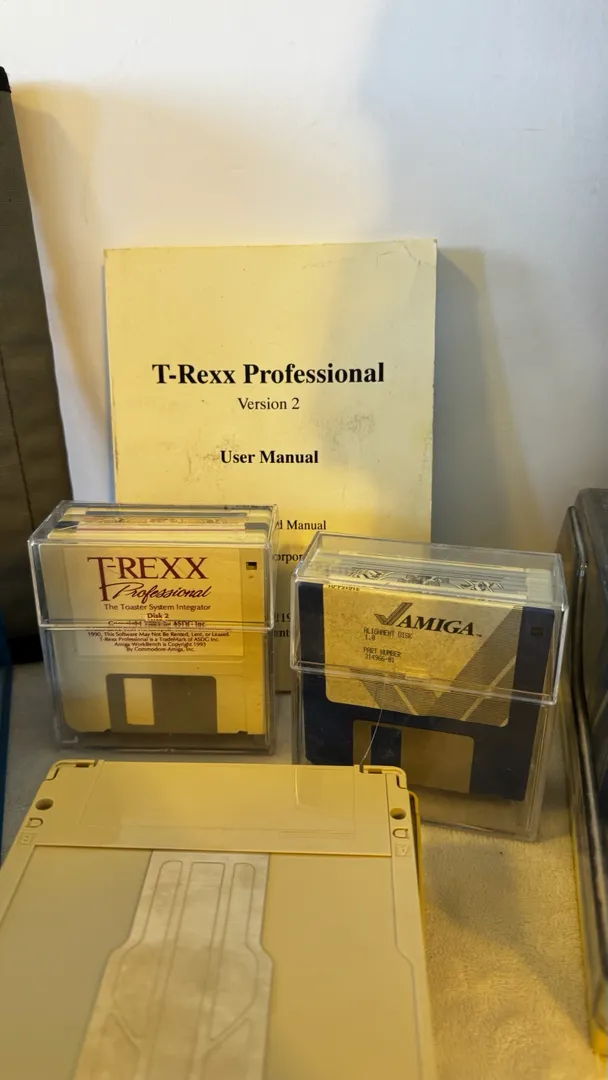 T-Rexx Professional
Version 2
User Manual
d Manual
T-REXX
Professional
The Toaster System Integrator
Disk 2
1990, This Software May Not Be Rented, Lent, or Leased
T-Rexx Professional is a TradeMark of ASDG Inc.
Amiga WorkBench is Copyright 1993
By Commodore-Amiga, Inc.
AMIGA
ALIGNMENT DISK
1.0
PART NUMBER
314966-01
B
A